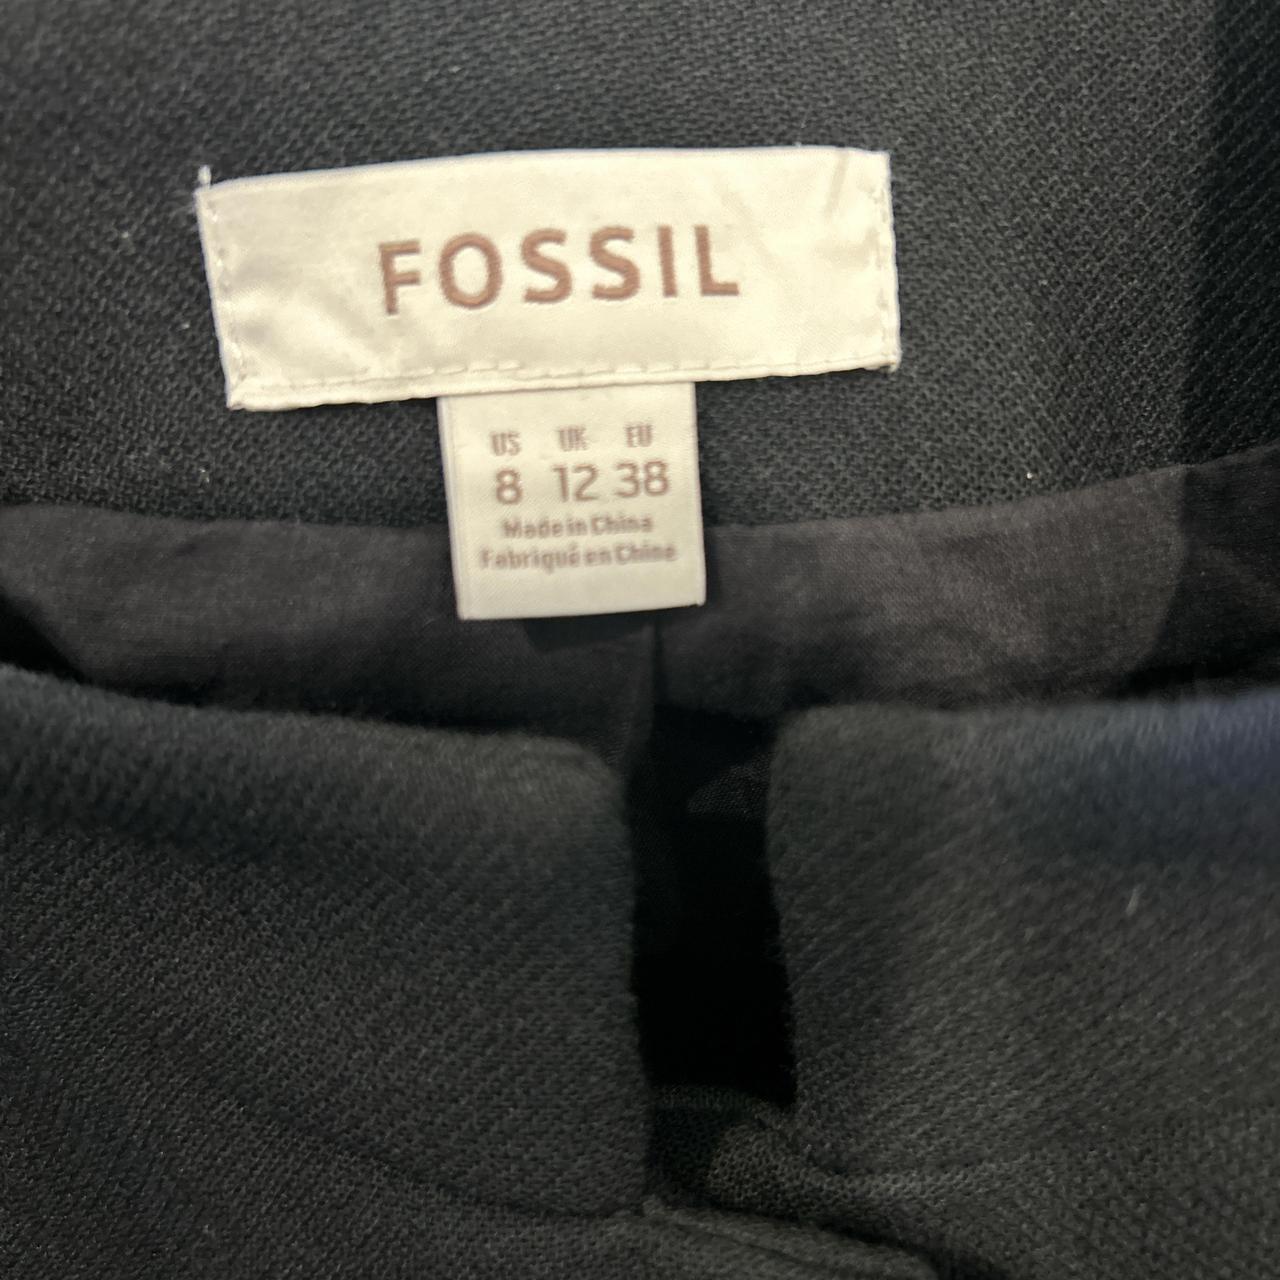 FOSSIL
US UK EU
8 12 38
Made in China
Fabriqué en Chine